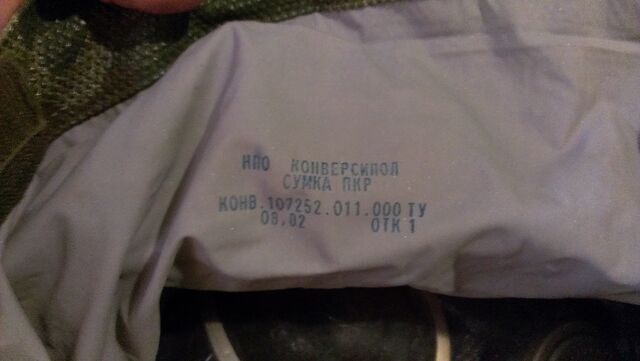 НПО КОНВЕРСИПОЛ
СУМКА ПКР
КОНВ.107252.011.000 ТУ
08.02 ОТК 1